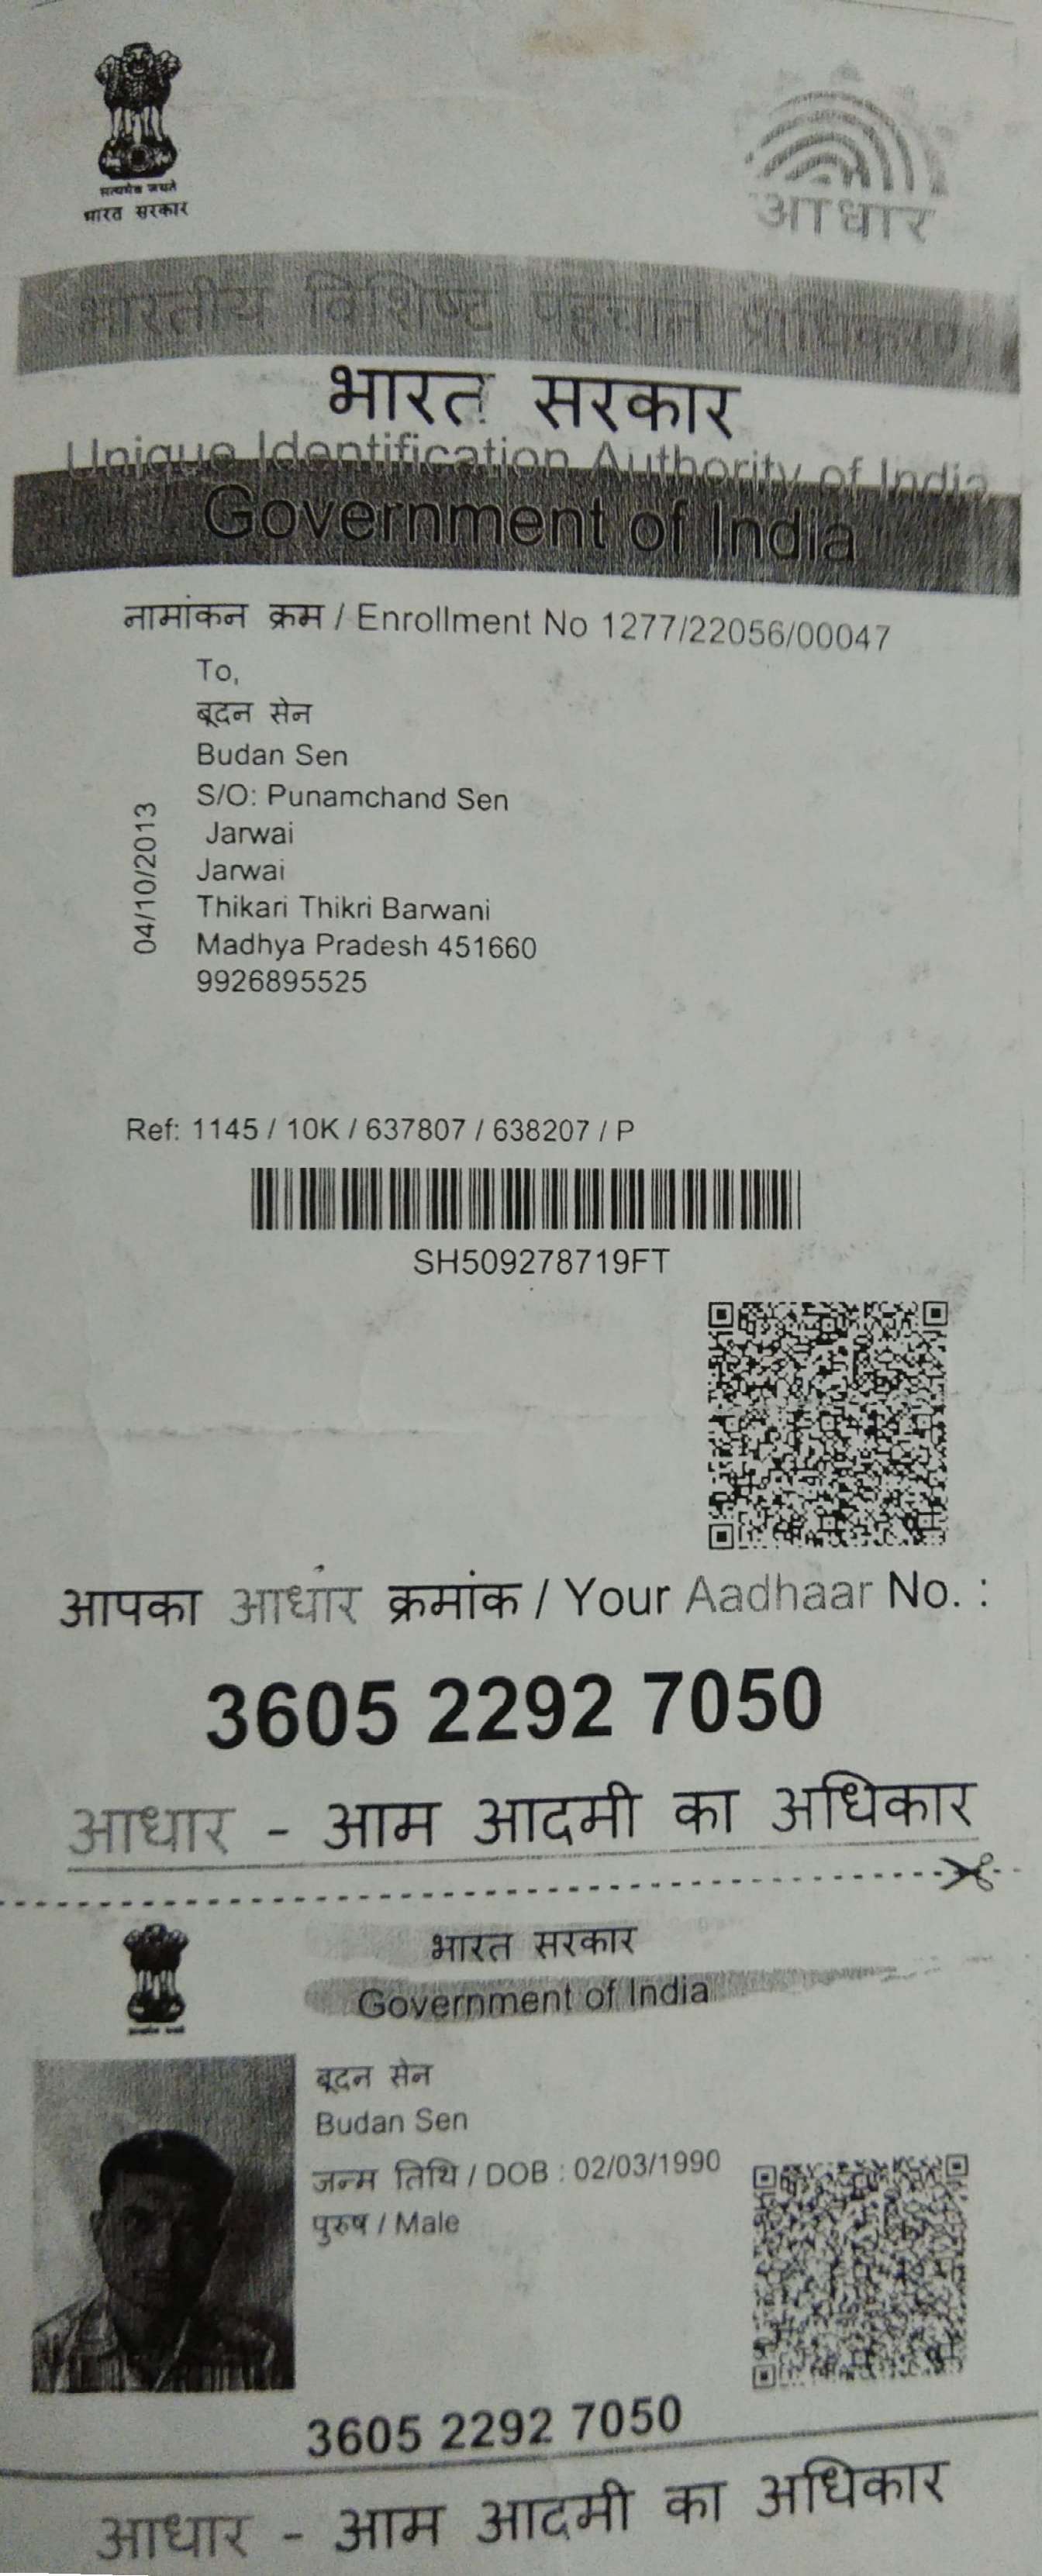 सत्यमेव जयते
भारत सरकार
आधार
भारतीय विशिष्ट पहचान प्राधिकरण
भारत सरकार
Unique Identification Authority of India
Government of India
नामांकन क्रम / Enrollment No 1277/22056/00047
To,
बूदन सेन
Budan Sen
S/O: Punamchand Sen
Jarwai
Jarwai
Thikari Thikri Barwani
Madhya Pradesh 451660
9926895525
04/10/2013
Ref: 1145 / 10K / 637807 / 638207 / P
SH509278719FT
आपका आधार क्रमांक / Your Aadhaar No. :
3605 2292 7050
आधार - आम आदमी का अधिकार
भारत सरकार
Government of India
बूदन सेन
Budan Sen
जन्म तिथि / DOB : 02/03/1990
पुरुष / Male
3605 2292 7050
आधार - आम आदमी का अधिकार